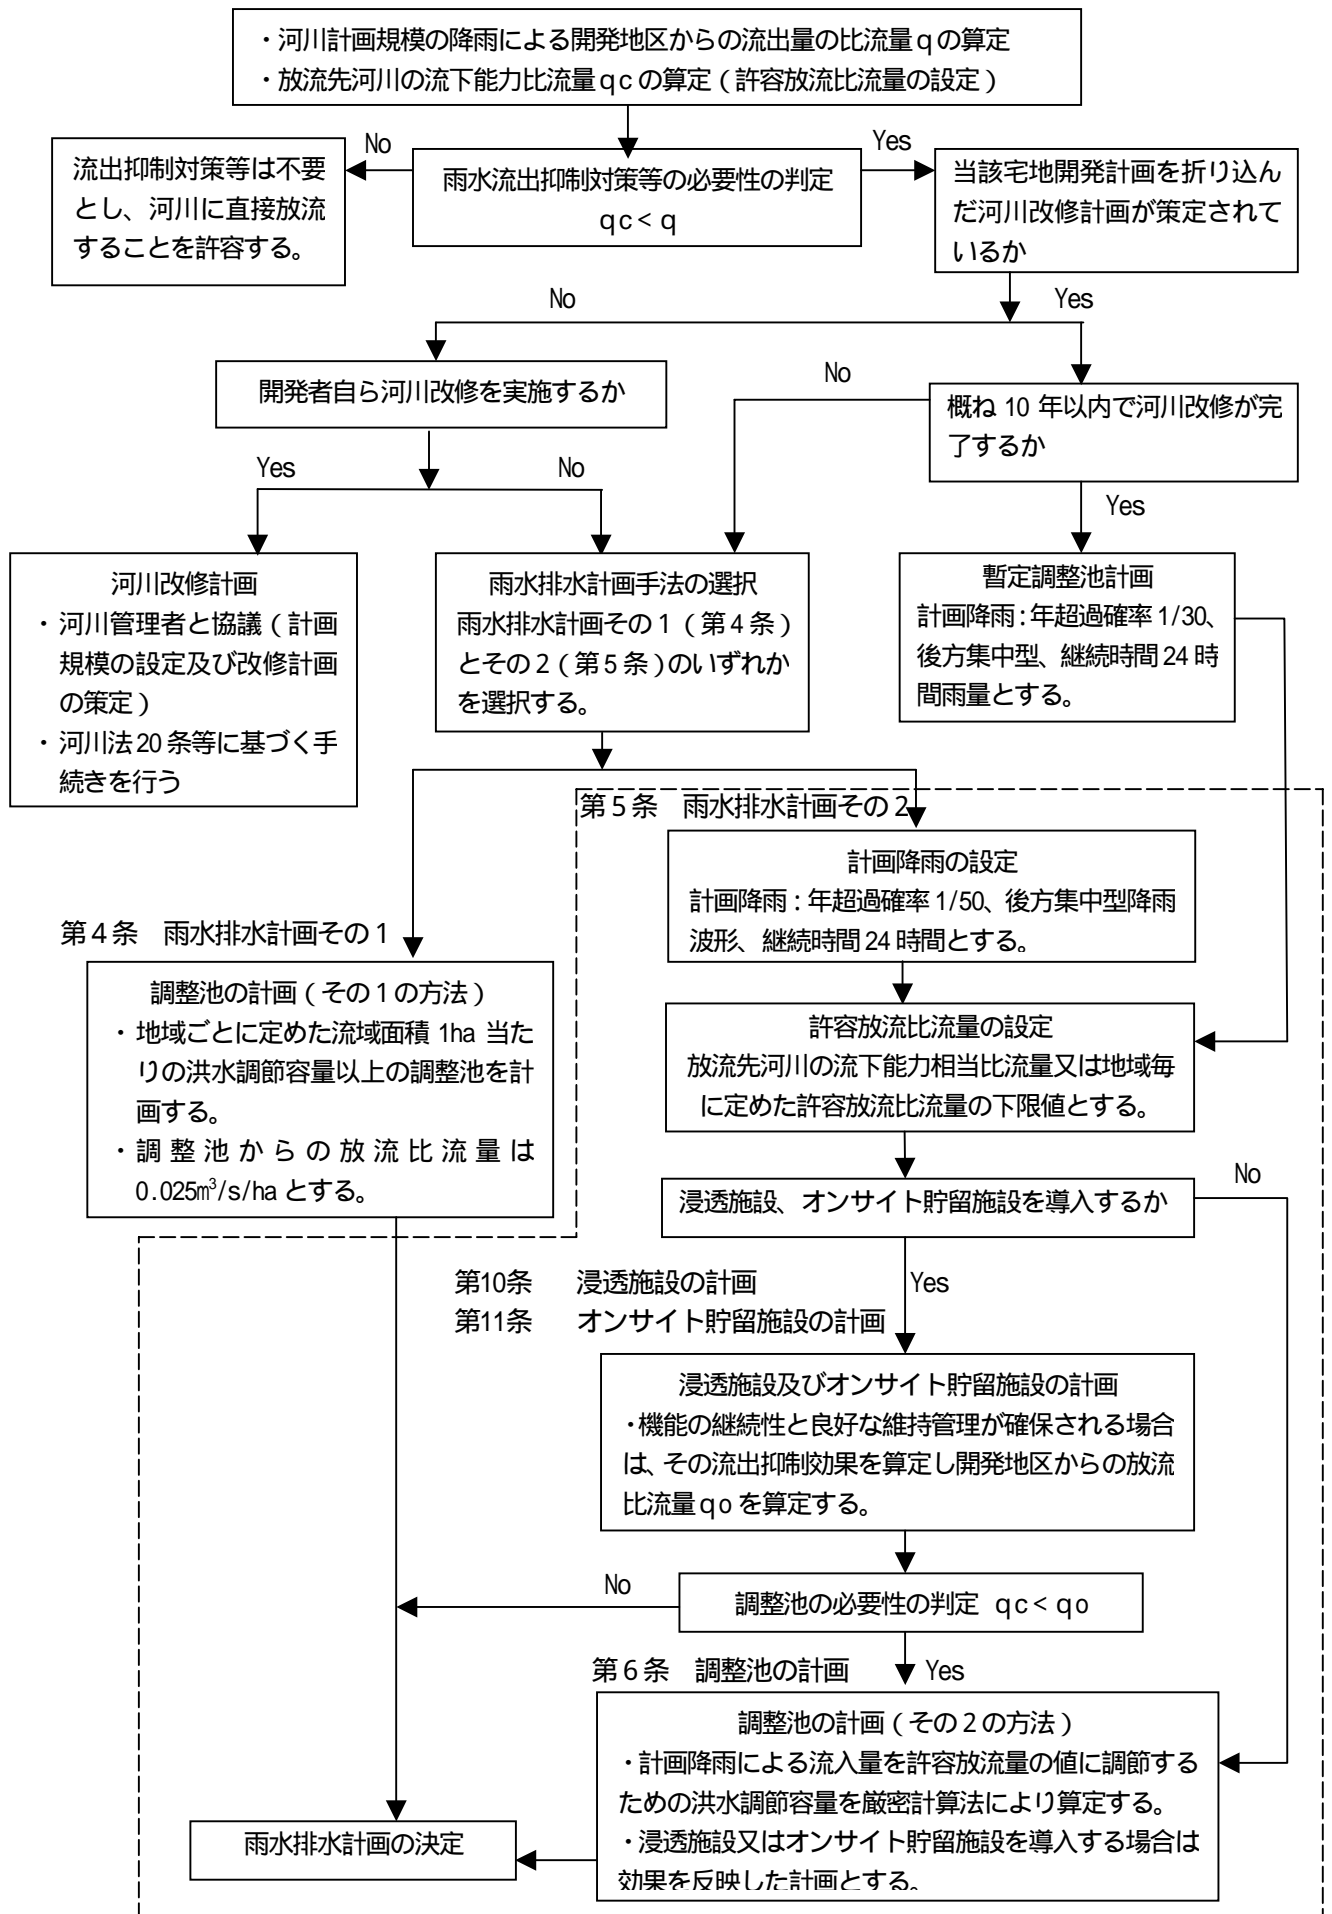 ・河川計画規模の降雨による開発地区からの流出量の比流量qの算定
・放流先河川の流下能力比流量qcの算定（許容放流比流量の設定）
No
Yes
流出抑制対策等は不要
とし、河川に直接放流
することを許容する。
雨水流出抑制対策等の必要性の判定
qc< q
当該宅地開発計画を折り込ん
だ河川改修計画が策定されて
いるか
No
Yes
開発者自ら河川改修を実施するか
No
概ね 10 年以内で河川改修が完
了するか
Yes
No
Yes
河川改修計画
・河川管理者と協議（計画
規模の設定及び改修計画
の策定）
・河川法20条等に基づく手
続きを行う
雨水排水計画手法の選択
雨水排水計画その1（第4条）
とその2（第5条）のいずれか
を選択する。
暫定調整池計画
計画降雨：年超過確率 1/30、
後方集中型、継続時間 24 時
間雨量とする。
第5条 雨水排水計画その2
計画降雨の設定
計画降雨：年超過確率 1/50、後方集中型降雨
波形、継続時間 24 時間とする。
第4条 雨水排水計画その1
調整池の計画（その1の方法）
・地域ごとに定めた流域面積 1ha 当た
りの洪水調節容量以上の調整池を計
画する。
・調整池からの放流比流量は
0.025m³/s/ha とする。
許容放流比流量の設定
放流先河川の流下能力相当比流量又は地域毎
に定めた許容放流比流量の下限値とする。
浸透施設、オンサイト貯留施設を導入するか
No
第10条 浸透施設の計画
Yes
第11条 オンサイト貯留施設の計画
浸透施設及びオンサイト貯留施設の計画
・機能の継続性と良好な維持管理が確保される場合
は、その流出抑制効果を算定し開発地区からの放流
比流量qoを算定する。
No
調整池の必要性の判定 qc< qo
第6条 調整池の計画
Yes
調整池の計画（その2の方法）
・計画降雨による流入量を許容放流量の値に調節する
ための洪水調節容量を厳密計算法により算定する。
・浸透施設又はオンサイト貯留施設を導入する場合は
効果を反映した計画とする。
雨水排水計画の決定